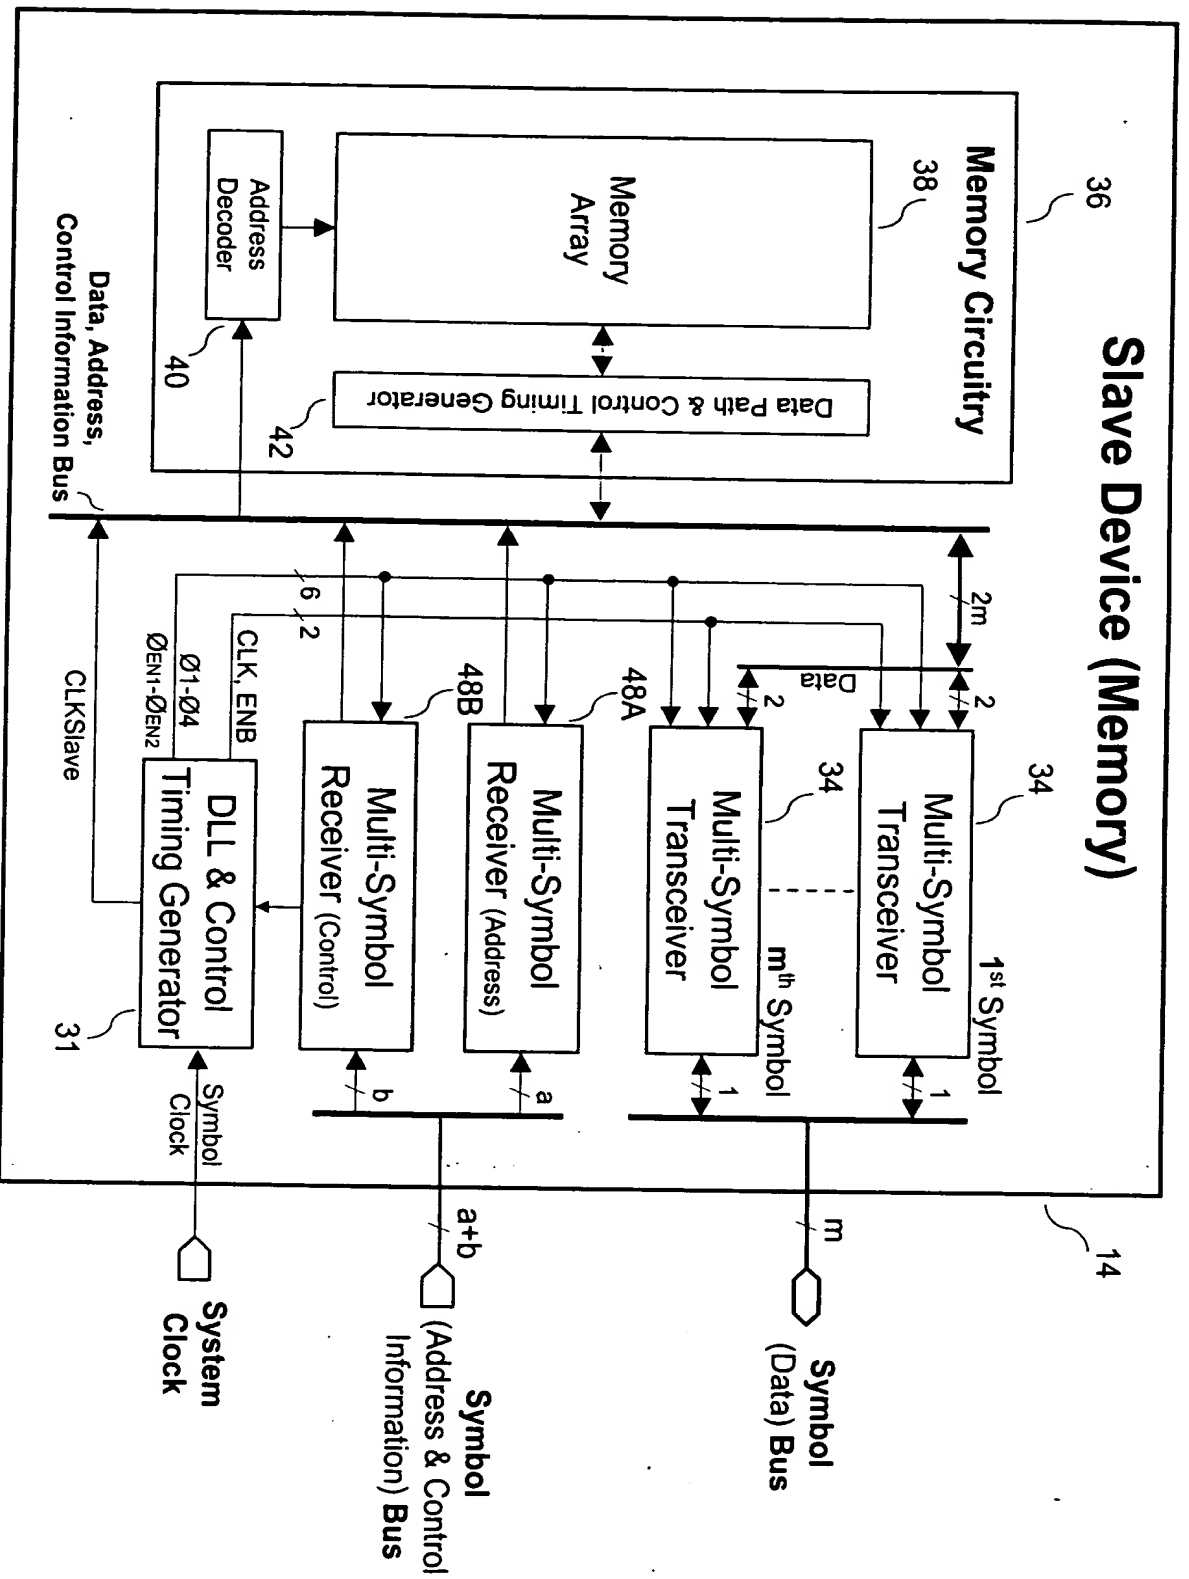 Slave Device (Memory)
36
Memory Circuitry
38
Memory
Array
Address
Decoder
40
Data Path & Control Timing Generator
42
Data, Address,
Control Information Bus
2m
2
Data
2
6
2
34
1st Symbol
Multi-Symbol
Transceiver
1
34
mth Symbol
Multi-Symbol
Transceiver
1
48A
Multi-Symbol
Receiver (Address)
a
48B
Multi-Symbol
Receiver (Control)
b
CLK, ENB
Ø1-Ø4
ØEN1-ØEN2
CLKSlave
DLL & Control
Timing Generator
31
Symbol
Clock
14
m
Symbol
(Data) Bus
a+b
Symbol
(Address & Control
Information) Bus
System
Clock